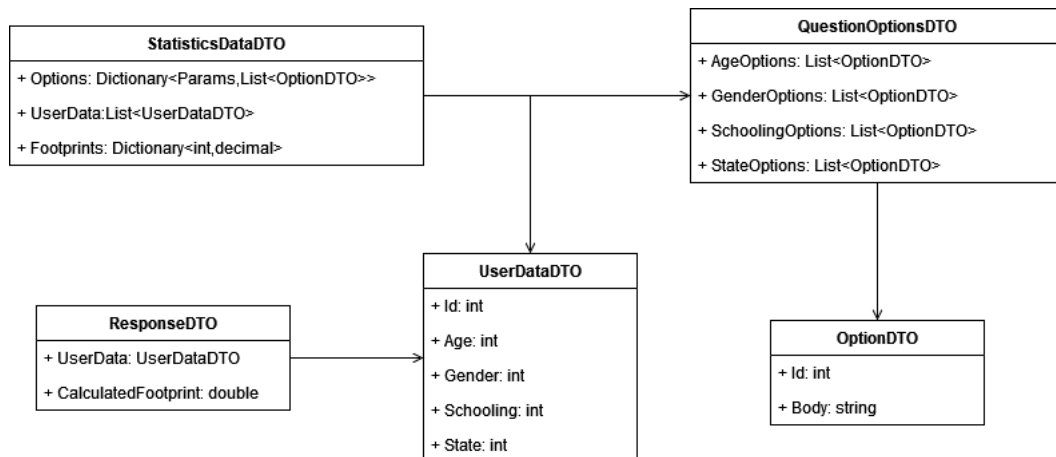 StatisticsDataDTO
+ Options: Dictionary<Params,List<OptionDTO>>
+ UserData:List<UserDataDTO>
+ Footprints: Dictionary<int,decimal>
QuestionOptionsDTO
+ AgeOptions: List<OptionDTO>
+ GenderOptions: List<OptionDTO>
+ SchoolingOptions: List<OptionDTO>
+ StateOptions: List<OptionDTO>
UserDataDTO
+ Id: int
+ Age: int
+ Gender: int
+ Schooling: int
+ State: int
ResponseDTO
+ UserData: UserDataDTO
+ CalculatedFootprint: double
OptionDTO
+ Id: int
+ Body: string